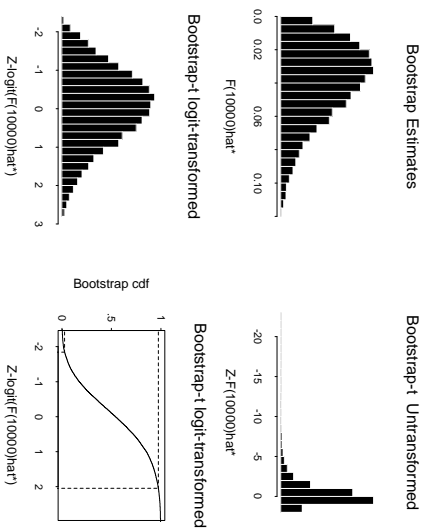 Bootstrap Estimates
0.0 0.02 0.06 0.10
F(10000)hat*
Bootstrap-t Untransformed
-20 -15 -10 -5 0
Z-F(10000)hat*
Bootstrap-t logit-transformed
-2 -1 0 1 2 3
Z-logit(F(10000)hat*)
Bootstrap-t logit-transformed
Bootstrap cdf
1
.5
0
-2 -1 0 1 2
Z-logit(F(10000)hat*)